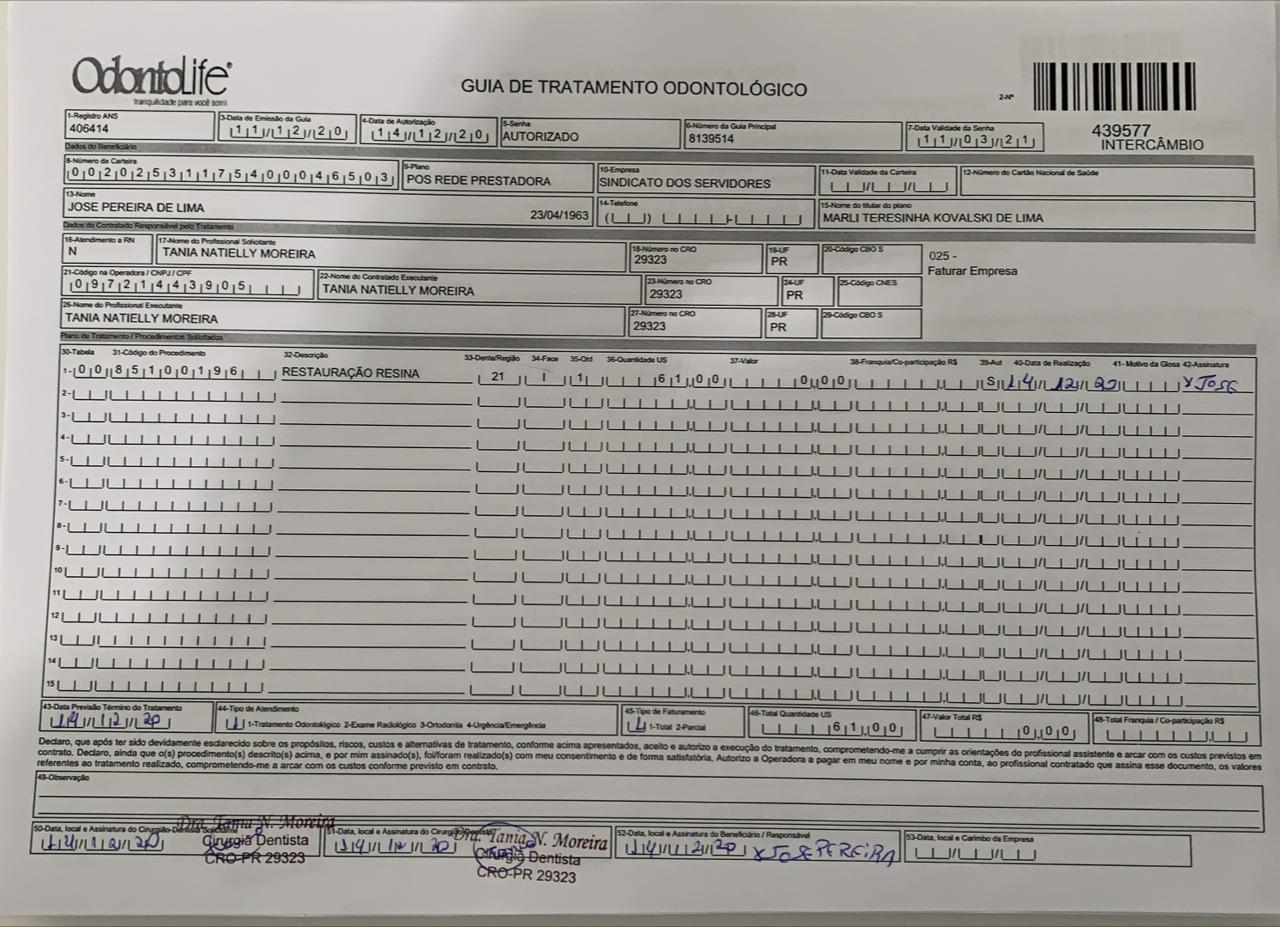 OdontoLife
tranquilidade para você sorrir
GUIA DE TRATAMENTO ODONTOLÓGICO
2-Nº
439577
INTERCÂMBIO
1-Registro ANS 3-Data de Emissão da Guia 4-Data de Autorização 5-Senha 6-Número da Guia Principal 7-Data Validade da Senha
406414 11/12/20 14/12/20 AUTORIZADO 8139514 11/03/21
Dados do Beneficiário
8-Número da Carteira 9-Plano 10-Empresa 11-Data Validade da Carteira 12-Número do Cartão Nacional de Saúde
00202531175400046503 POS REDE PRESTADORA SINDICATO DOS SERVIDORES
13-Nome 14-Telefone 15-Nome do titular do plano
JOSE PEREIRA DE LIMA 23/04/1963 MARLI TERESINHA KOVALSKI DE LIMA
Dados do Contratado Responsável pelo Tratamento
16-Atendimento a RN 17-Nome do Profissional Solicitante 18-Número no CRO 19-UF 20-Código CBO S
N TANIA NATIELLY MOREIRA 29323 PR
025 -
Faturar Empresa
21-Código na Operadora / CNPJ / CPF 22-Nome do Contratado Executante 23-Número no CRO 24-UF 25-Código CNES
09721443905 TANIA NATIELLY MOREIRA 29323 PR
26-Nome do Profissional Executante 27-Número no CRO 28-UF 29-Código CBO S
TANIA NATIELLY MOREIRA 29323 PR
Plano de Tratamento / Procedimentos Solicitados
30-Tabela 31-Código do Procedimento 32-Descrição 33-Dente/Região 34-Face 35-Qtd 36-Quantidade US 37-Valor 38-Franquia/Co-participação R$ 39-Aut 40-Data de Realização 41- Motivo da Glosa 42-Assinatura
1- 00 85100196 RESTAURAÇÃO RESINA 21 I 1 61,00 0,00 S 14/12/20 x JOSE
2-
3-
4-
5-
6-
7-
8-
9-
10
11
12
13
14
15
43-Data Previsão Término do Tratamento 44-Tipo de Atendimento 45-Tipo de Faturamento 46-Total Quantidade US 47-Valor Total R$ 48-Total Franquia / Co-participação R$
14/12/20 1-Tratamento Odontológico 2-Exame Radiológico 3-Ortodontia 4-Urgência/Emergência 1-Total 2-Parcial 61,00 0,00
Declaro, que após ter sido devidamente esclarecido sobre os propósitos, riscos, custos e alternativas de tratamento, conforme acima apresentados, aceito e autorizo a execução do tratamento, comprometendo-me a cumprir as orientações do profissional assistente e arcar com os custos previstos em
contrato. Declaro, ainda que o(s) procedimento(s) descrito(s) acima, e por mim assinado(s), foi/foram realizado(s) com meu consentimento e de forma satisfatória. Autorizo a Operadora a pagar em meu nome e por minha conta, ao profissional contratado que assina esse documento, os valores
referentes ao tratamento realizado, comprometendo-me a arcar com os custos conforme previsto em contrato.
49-Observação
50-Data, local e Assinatura do Cirurgião-Dentista Solicitante 51-Data, local e Assinatura do Cirurgião-Dentista 52-Data, local e Assinatura do Beneficiário / Responsável 53-Data, local e Carimbo da Empresa
14/12/20 14/12/20 14/12/20 x JOSE PEREIRA
Dra. Tania N. Moreira
Cirurgiã Dentista
CRO-PR 29323
Dra. Tania N. Moreira
Cirurgiã Dentista
CRO-PR 29323